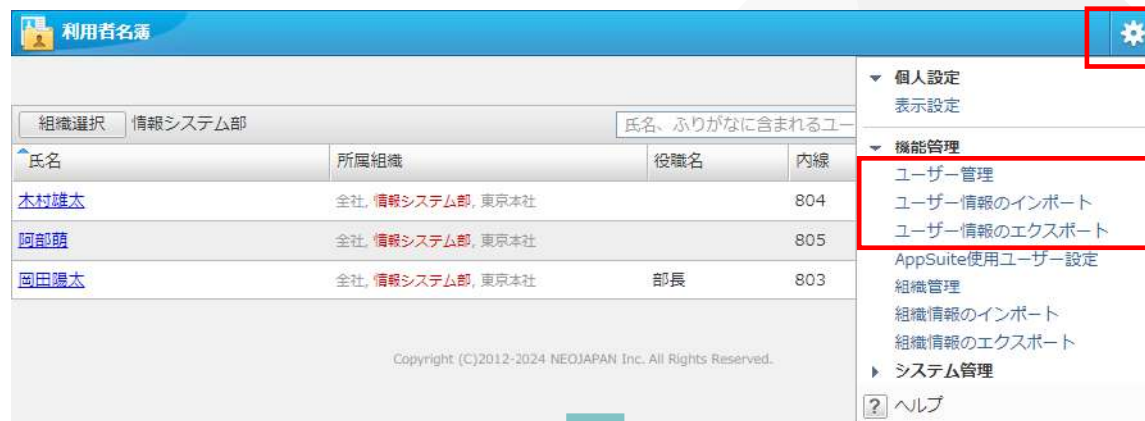 利用者名簿
個人設定
表示設定
組織選択 情報システム部 氏名、ふりがなに含まれるユー
機能管理
氏名 所属組織 役職名 内線
ユーザー管理
木村雄太 全社, 情報システム部, 東京本社 804
ユーザー情報のインポート
阿部萌 全社, 情報システム部, 東京本社 805
ユーザー情報のエクスポート
AppSuite使用ユーザー設定
岡田陽太 全社, 情報システム部, 東京本社 部長 803
組織管理
組織情報のインポート
組織情報のエクスポート
Copyright (C)2012-2024 NEOJAPAN Inc. All Rights Reserved.
システム管理
? ヘルプ